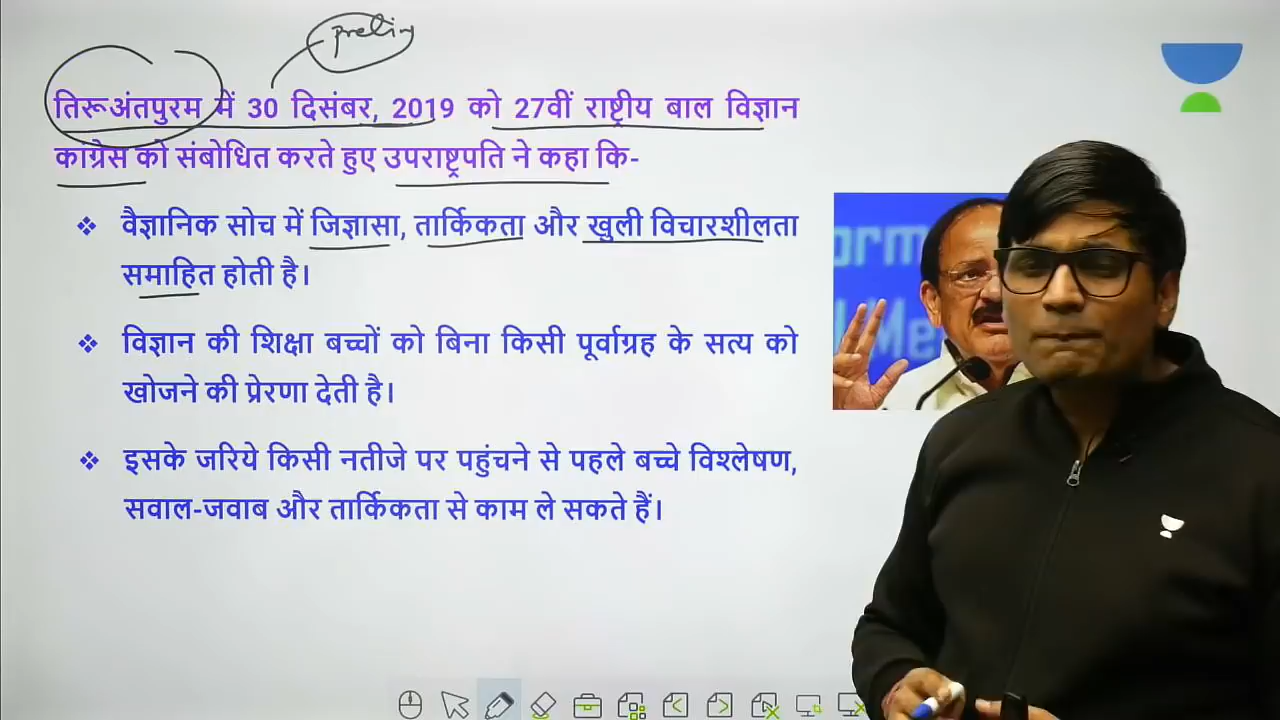 prelim
तिरूअंतपुरम में 30 दिसंबर, 2019 को 27वीं राष्ट्रीय बाल विज्ञान
कांग्रेस को संबोधित करते हुए उपराष्ट्रपति ने कहा कि-
❖ वैज्ञानिक सोच में जिज्ञासा, तार्किकता और खुली विचारशीलता
समाहित होती है।
❖ विज्ञान की शिक्षा बच्चों को बिना किसी पूर्वाग्रह के सत्य को
खोजने की प्रेरणा देती है।
❖ इसके जरिये किसी नतीजे पर पहुंचने से पहले बच्चे विश्लेषण,
सवाल-जवाब और तार्किकता से काम ले सकते हैं।